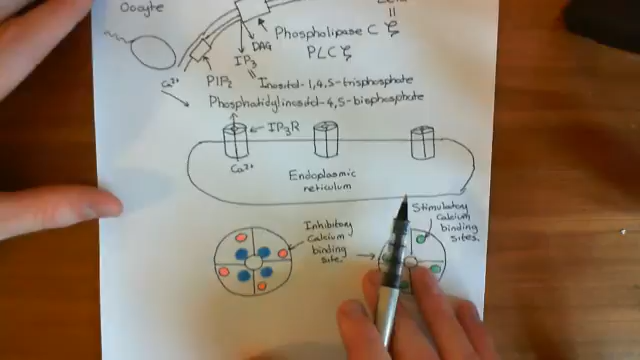 Oocyte
=
ζ
Phospholipase C
DAG
PLC ζ
IP3
=
PIP2
Inositol-1,4,5-trisphosphate
Ca2+
Phosphatidylinositol-4,5-bisphosphate
IP3R
Ca2+
Endoplasmic
reticulum
Inhibitory
Calcium
binding
site
Stimulatory
Calcium
binding
sites